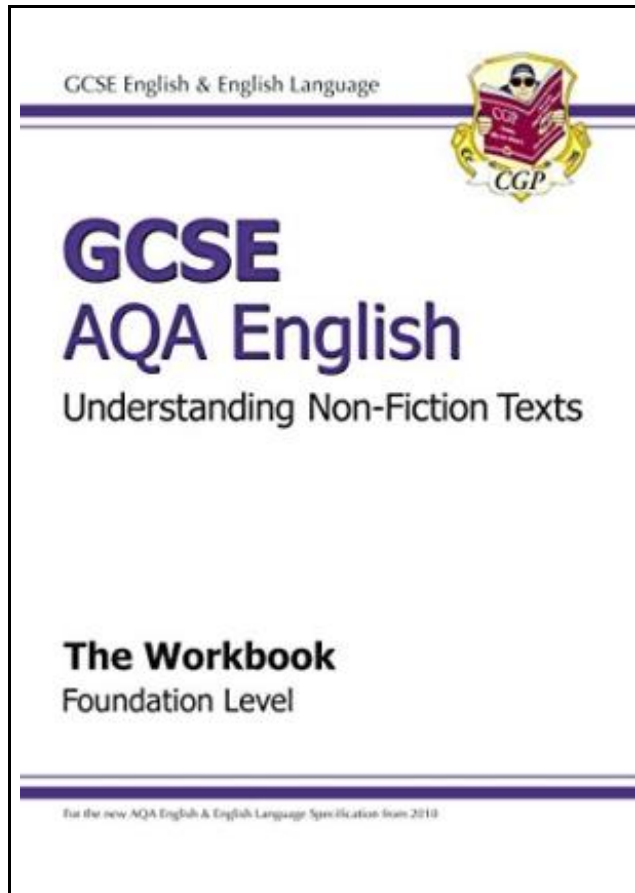 GCSE English & English Language
CGP
CGP
GCSE
AQA English
Understanding Non-Fiction Texts
The Workbook
Foundation Level
For the new AQA English & English Language Specification from 2010